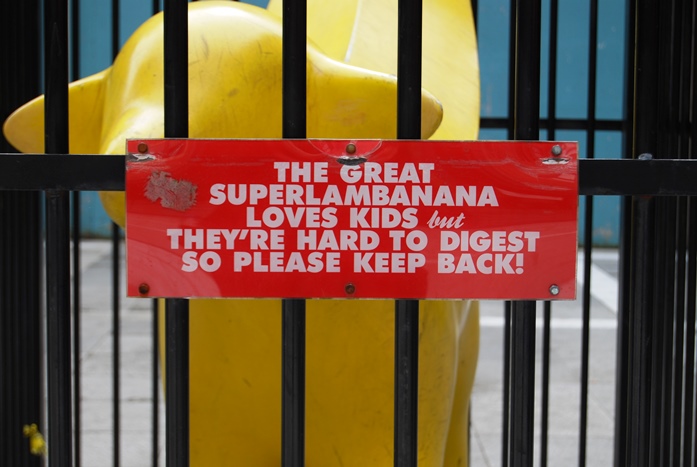 THE GREAT
SUPERLAMBANANA
LOVES KIDS but
THEY'RE HARD TO DIGEST
SO PLEASE KEEP BACK!